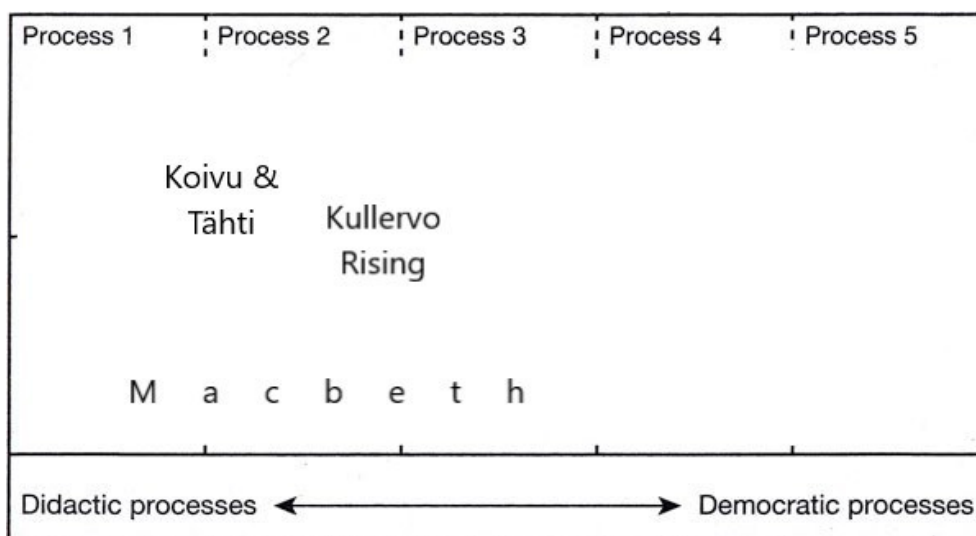 Process 1 Process 2 Process 3 Process 4 Process 5
Koivu &
Tähti
Kullervo
Rising
M a c b e t h
Didactic processes Democratic processes